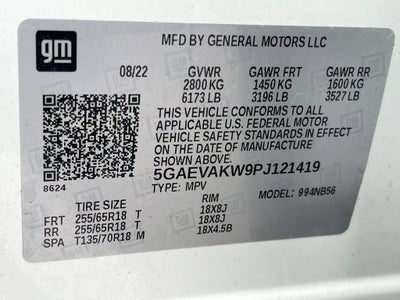 gm
MFD BY GENERAL MOTORS LLC
08/22 GVWR GAWR FRT GAWR RR
2800 KG 1450 KG 1600 KG
6173 LB 3196 LB 3527 LB
THIS VEHICLE CONFORMS TO ALL
APPLICABLE U.S. FEDERAL MOTOR
VEHICLE SAFETY STANDARDS IN EFFECT
ON THE DATE OF MANUFACTURE
SHOWN ABOVE.
8624 5GAEVAKW9PJ121419
TYPE: MPV MODEL: 994NB56
TIRE SIZE SPEED RTG RIM
FRT 255/65R18 T 18X8J
RR 255/65R18 T 18X8J
SPA T135/70R18 M 18X4.5B